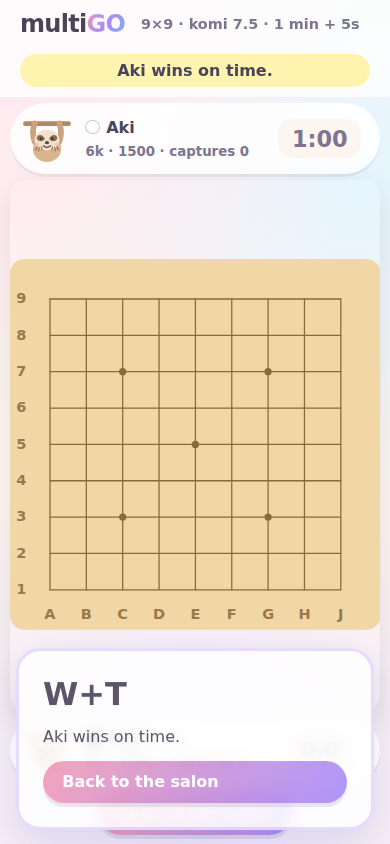 multiGO 9×9 · komi 7.5 · 1 min + 5s
Aki wins on time.
Aki 1:00
6k · 1500 · captures 0
9
8
7
6
5
4
3
2
1
A B C D E F G H J
W+T
Aki wins on time.
Back to the salon